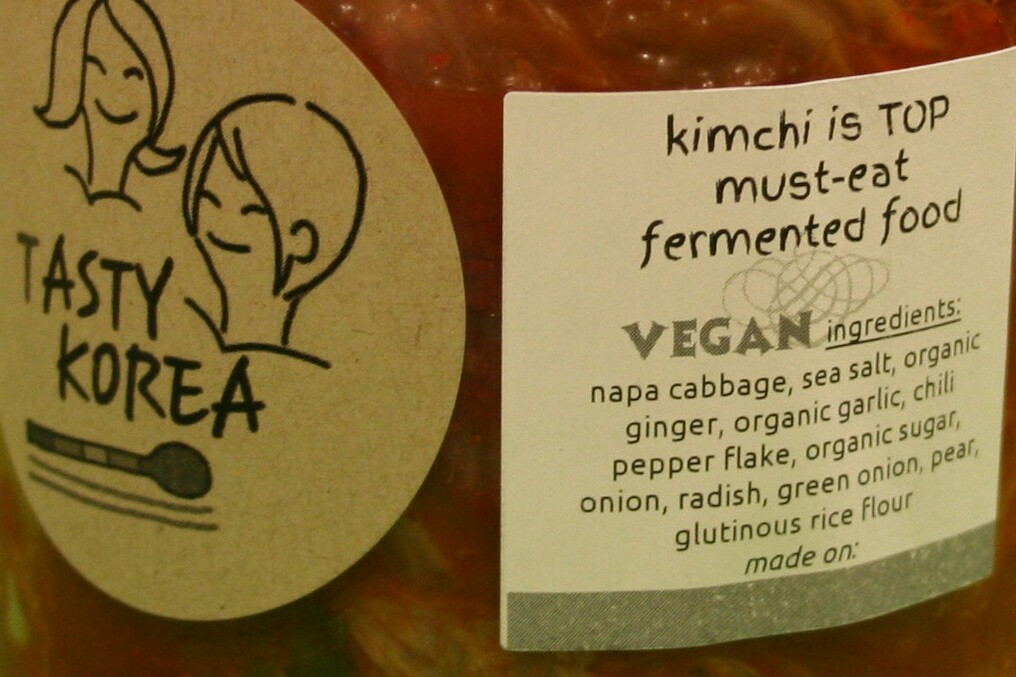 TASTY
KOREA
kimchi is TOP
must-eat
fermented food
VEGAN ingredients:
napa cabbage, sea salt, organic
ginger, organic garlic, chili
pepper flake, organic sugar,
onion, radish, green onion, pear,
glutinous rice flour
made on: